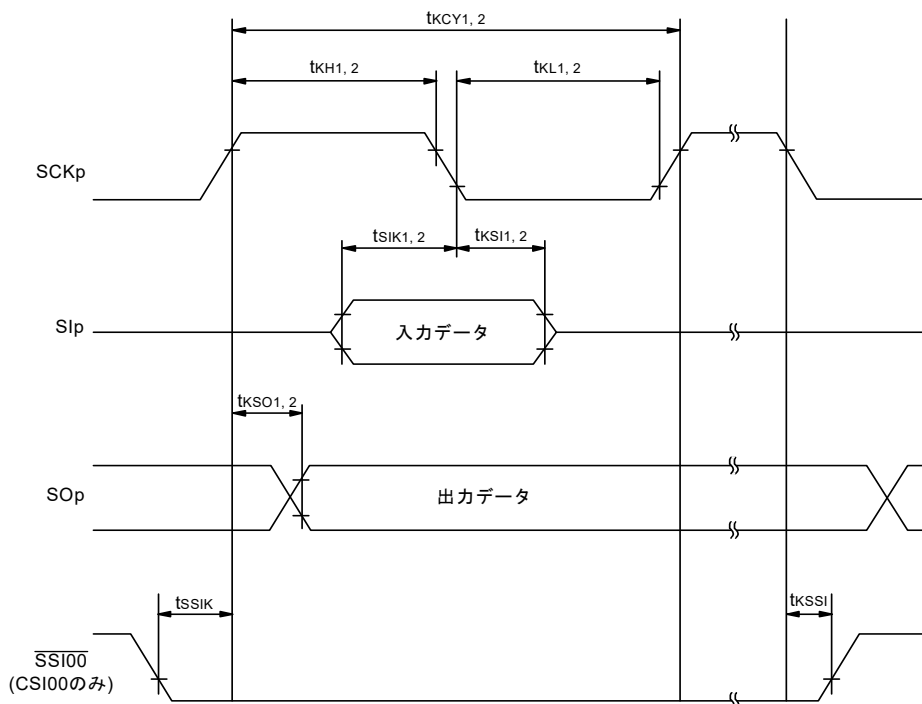 tKCY1, 2
tKH1, 2
tKL1, 2
SCKp
tSIK1, 2
tKSI1, 2
SIp
入力データ
tKSO1, 2
SOp
出力データ
tSSIK
tKSSI
SSI00
(CSI00のみ)